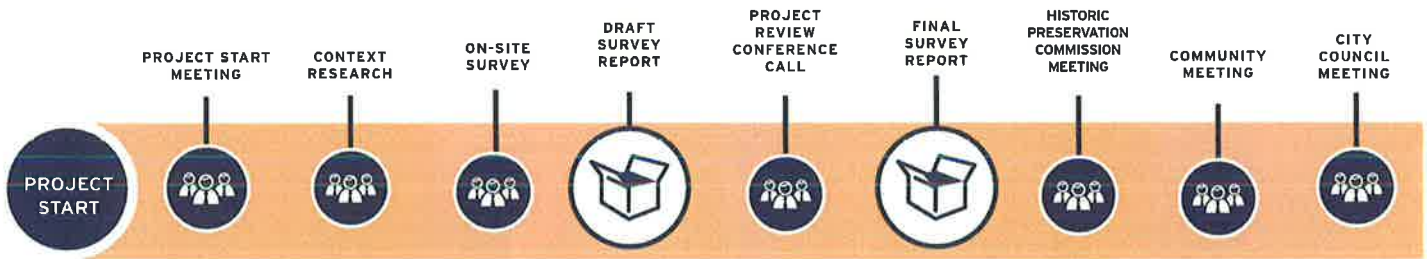 PROJECT
START
PROJECT START
MEETING
CONTEXT
RESEARCH
ON-SITE
SURVEY
DRAFT
SURVEY
REPORT
PROJECT
REVIEW
CONFERENCE
CALL
FINAL
SURVEY
REPORT
HISTORIC
PRESERVATION
COMMISSION
MEETING
COMMUNITY
MEETING
CITY
COUNCIL
MEETING